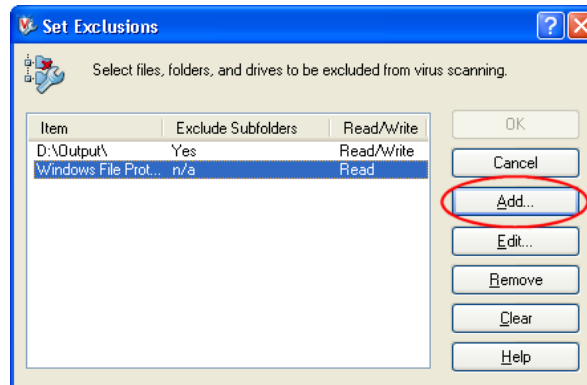 Set Exclusions
Select files, folders, and drives to be excluded from virus scanning.
Item Exclude Subfolders Read/Write
D:\Output\ Yes Read/Write
Windows File Prot... n/a Read
OK
Cancel
Add...
Edit...
Remove
Clear
Help